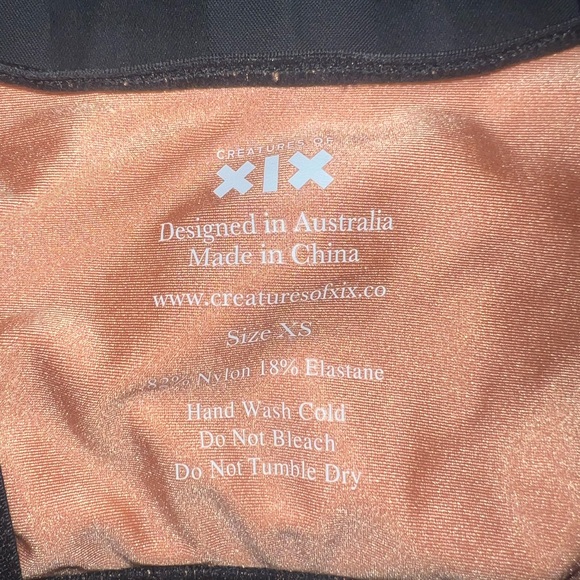 CREATURES OF
XIX
Designed in Australia
Made in China
www.creaturesofxix.co
Size XS
82% Nylon 18% Elastane
Hand Wash Cold
Do Not Bleach
Do Not Tumble Dry